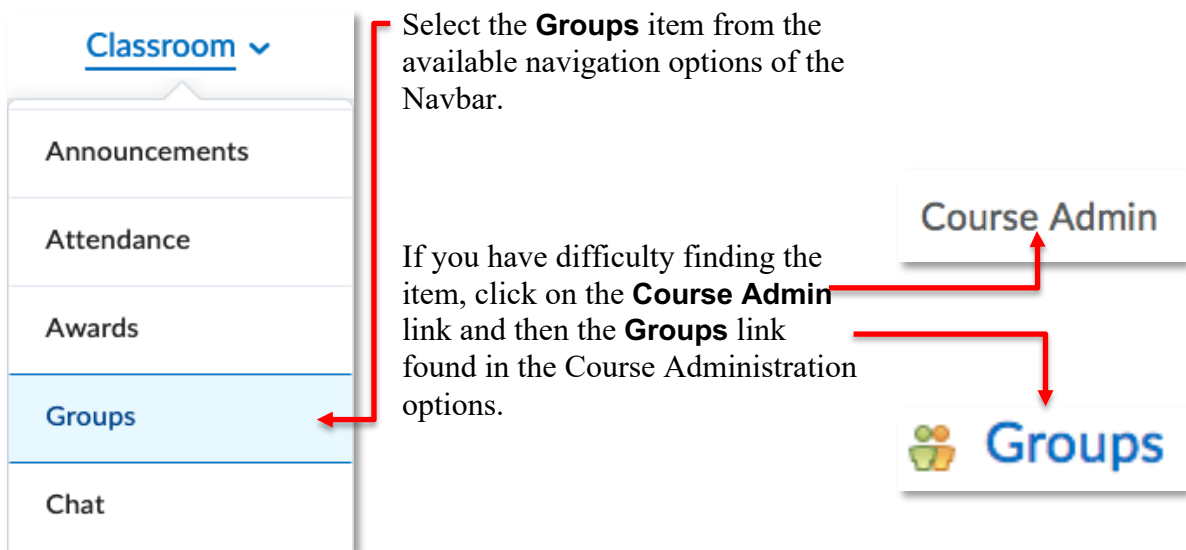 Classroom
Announcements
Attendance
Awards
Groups
Chat
Select the Groups item from the
available navigation options of the
Navbar.
If you have difficulty finding the
item, click on the Course Admin
link and then the Groups link
found in the Course Administration
options.
Course Admin
Groups